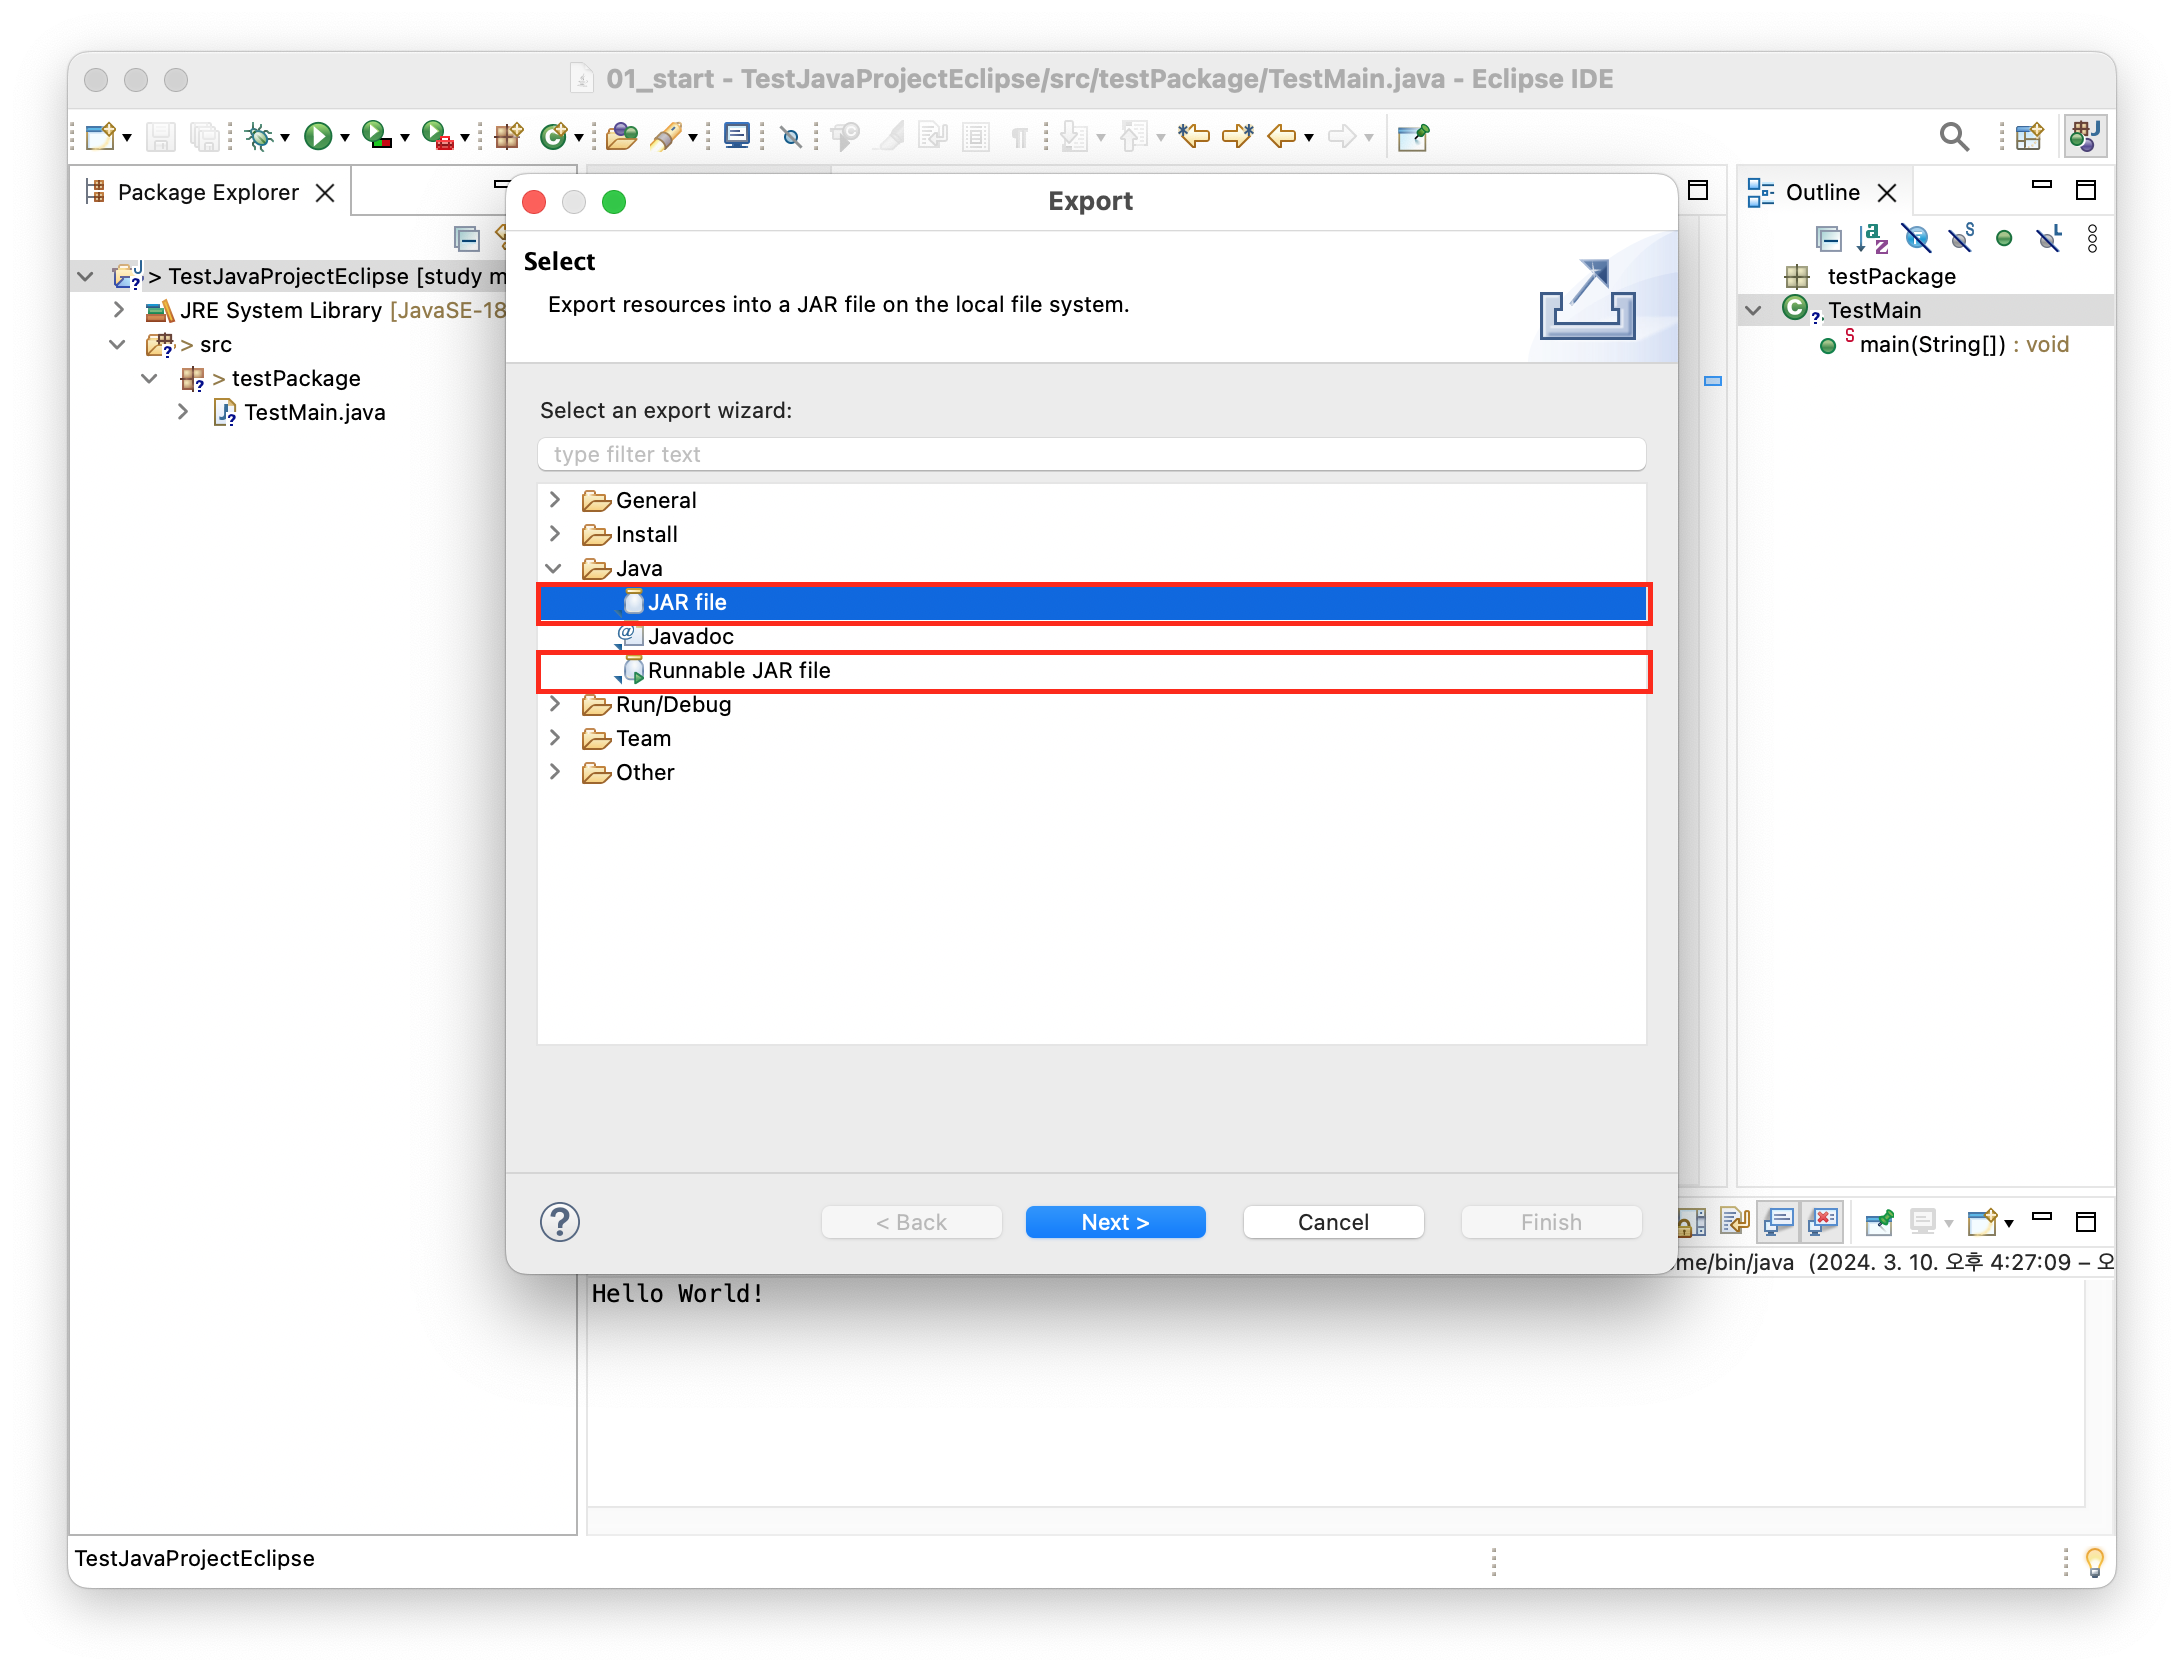 01_start - TestJavaProjectEclipse/src/testPackage/TestMain.java - Eclipse IDE
Package Explorer
> TestJavaProjectEclipse [study m
JRE System Library [JavaSE-18
> src
> testPackage
TestMain.java
Export
Select
Export resources into a JAR file on the local file system.
Select an export wizard:
type filter text
General
Install
Java
JAR file
Javadoc
Runnable JAR file
Run/Debug
Team
Other
< Back
Next >
Cancel
Finish
Outline
testPackage
TestMain
main(String[]) : void
me/bin/java (2024. 3. 10. 오후 4:27:09 – 오
Hello World!
TestJavaProjectEclipse